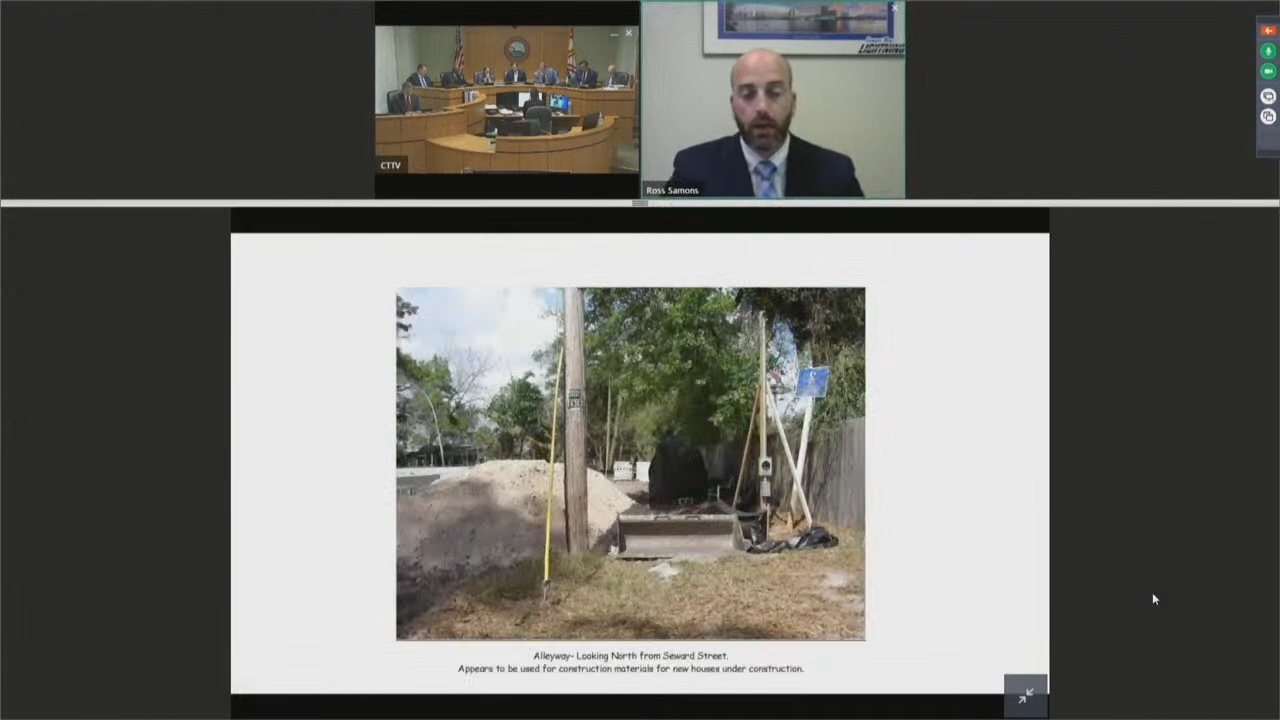 LIGHTNING
CTTV
Ross Samons
Alleyway- Looking North from Seward Street.
Appears to be used for construction materials for new houses under construction.